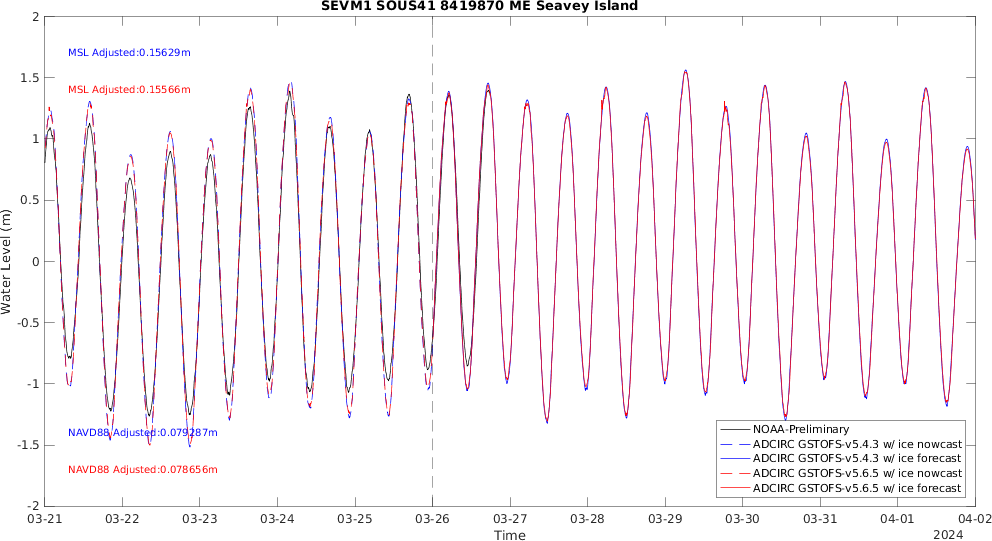 SEVM1 SOUS41 8419870 ME Seavey Island
2
1.5
1
0.5
0
-0.5
-1
-1.5
-2
Water Level (m)
MSL Adjusted:0.15629m
MSL Adjusted:0.15566m
NAVD88 Adjusted:0.079287m
NAVD88 Adjusted:0.078656m
NOAA-Preliminary
ADCIRC GSTOFS-v5.4.3 w/ ice nowcast
ADCIRC GSTOFS-v5.4.3 w/ ice forecast
ADCIRC GSTOFS-v5.6.5 w/ ice nowcast
ADCIRC GSTOFS-v5.6.5 w/ ice forecast
03-21 03-22 03-23 03-24 03-25 03-26 03-27 03-28 03-29 03-30 03-31 04-01 04-02
Time
2024